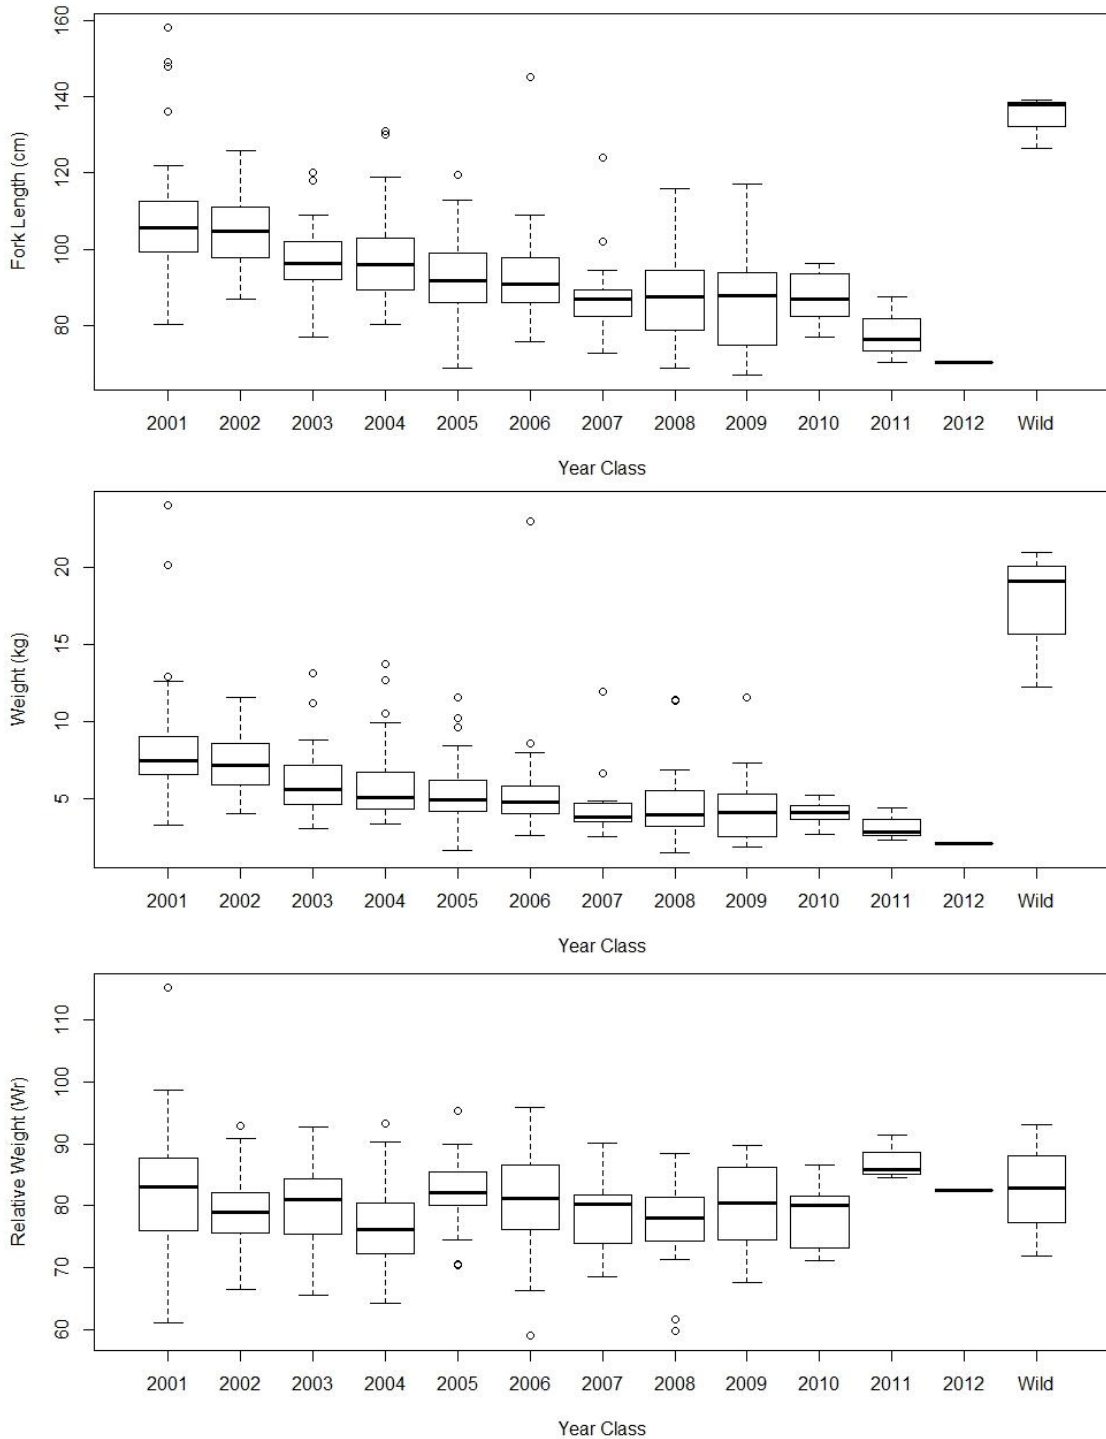 160
140
120
100
80
Fork Length (cm)
2001 2002 2003 2004 2005 2006 2007 2008 2009 2010 2011 2012 Wild
Year Class
20
15
10
5
Weight (kg)
2001 2002 2003 2004 2005 2006 2007 2008 2009 2010 2011 2012 Wild
Year Class
110
100
90
80
70
60
Relative Weight (Wr)
2001 2002 2003 2004 2005 2006 2007 2008 2009 2010 2011 2012 Wild
Year Class